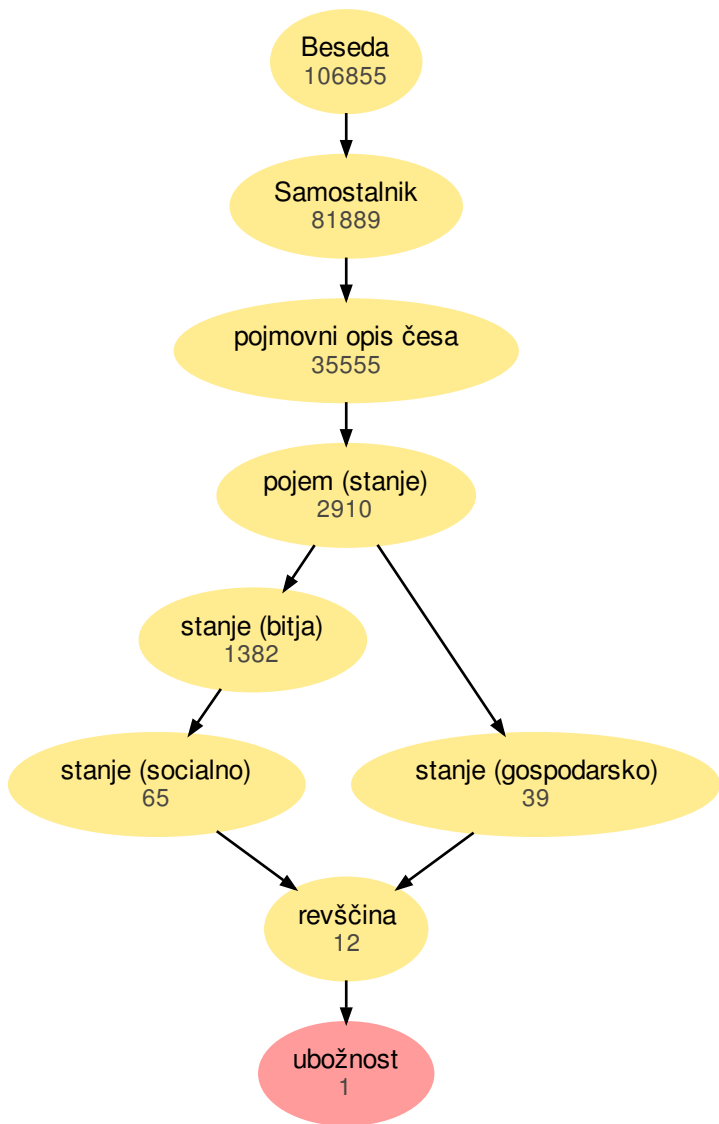 Beseda
106855
Samostalnik
81889
pojmovni opis česa
35555
pojem (stanje)
2910
stanje (bitja)
1382
stanje (socialno)
65
stanje (gospodarsko)
39
revščina
12
ubožnost
1